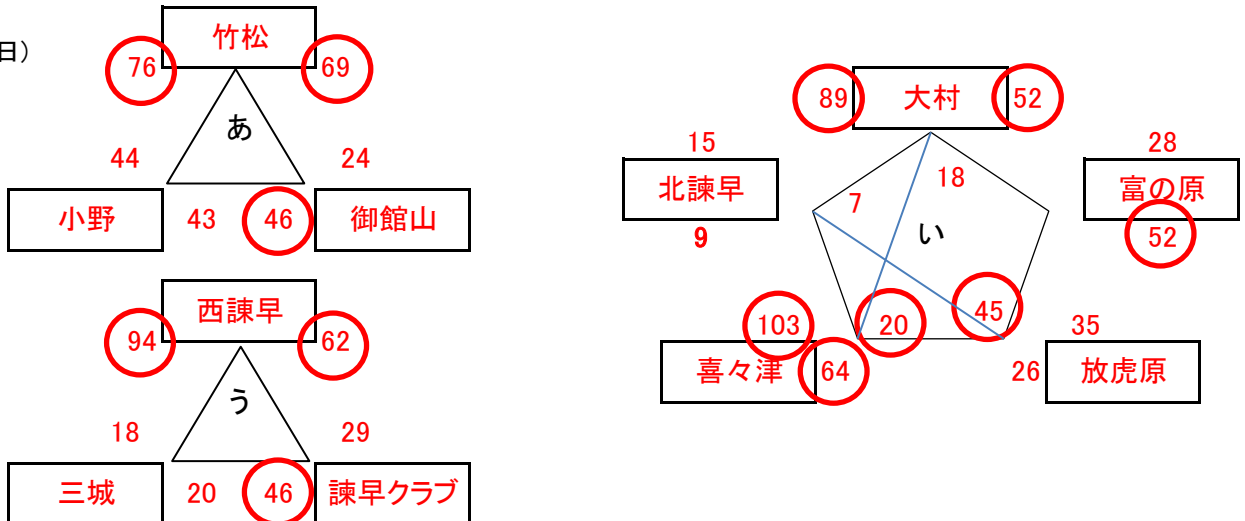 日）
竹松
76
69
あ
44
24
小野
43
46
御館山
西諫早
94
62
う
18
29
三城
20
46
諫早クラブ
大村
89
52
15
28
北諫早
富の原
18
7
9
52
い
103
20
45
35
喜々津
64
26
放虎原